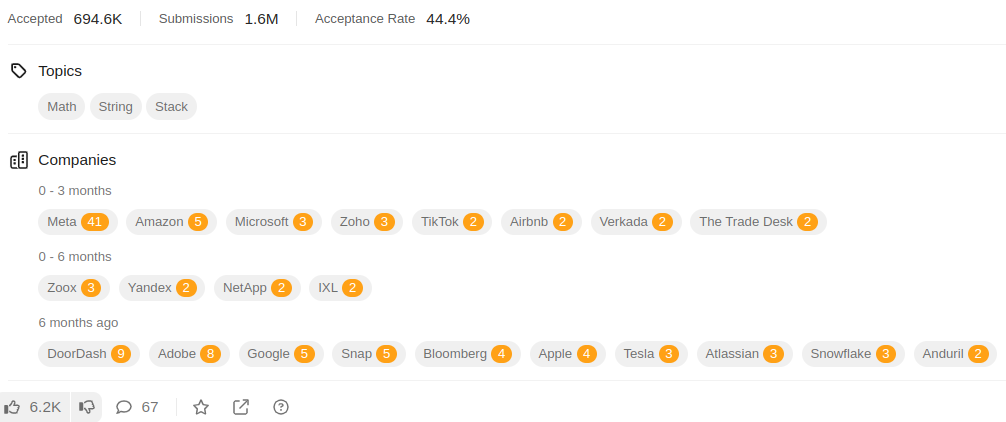 Accepted 694.6K Submissions 1.6M Acceptance Rate 44.4%
Topics
Math String Stack
Companies
0 - 3 months
Meta 41 Amazon 5 Microsoft 3 Zoho 3 TikTok 2 Airbnb 2 Verkada 2 The Trade Desk 2
0 - 6 months
Zoox 3 Yandex 2 NetApp 2 IXL 2
6 months ago
DoorDash 9 Adobe 8 Google 5 Snap 5 Bloomberg 4 Apple 4 Tesla 3 Atlassian 3 Snowflake 3 Anduril 2
6.2K 67